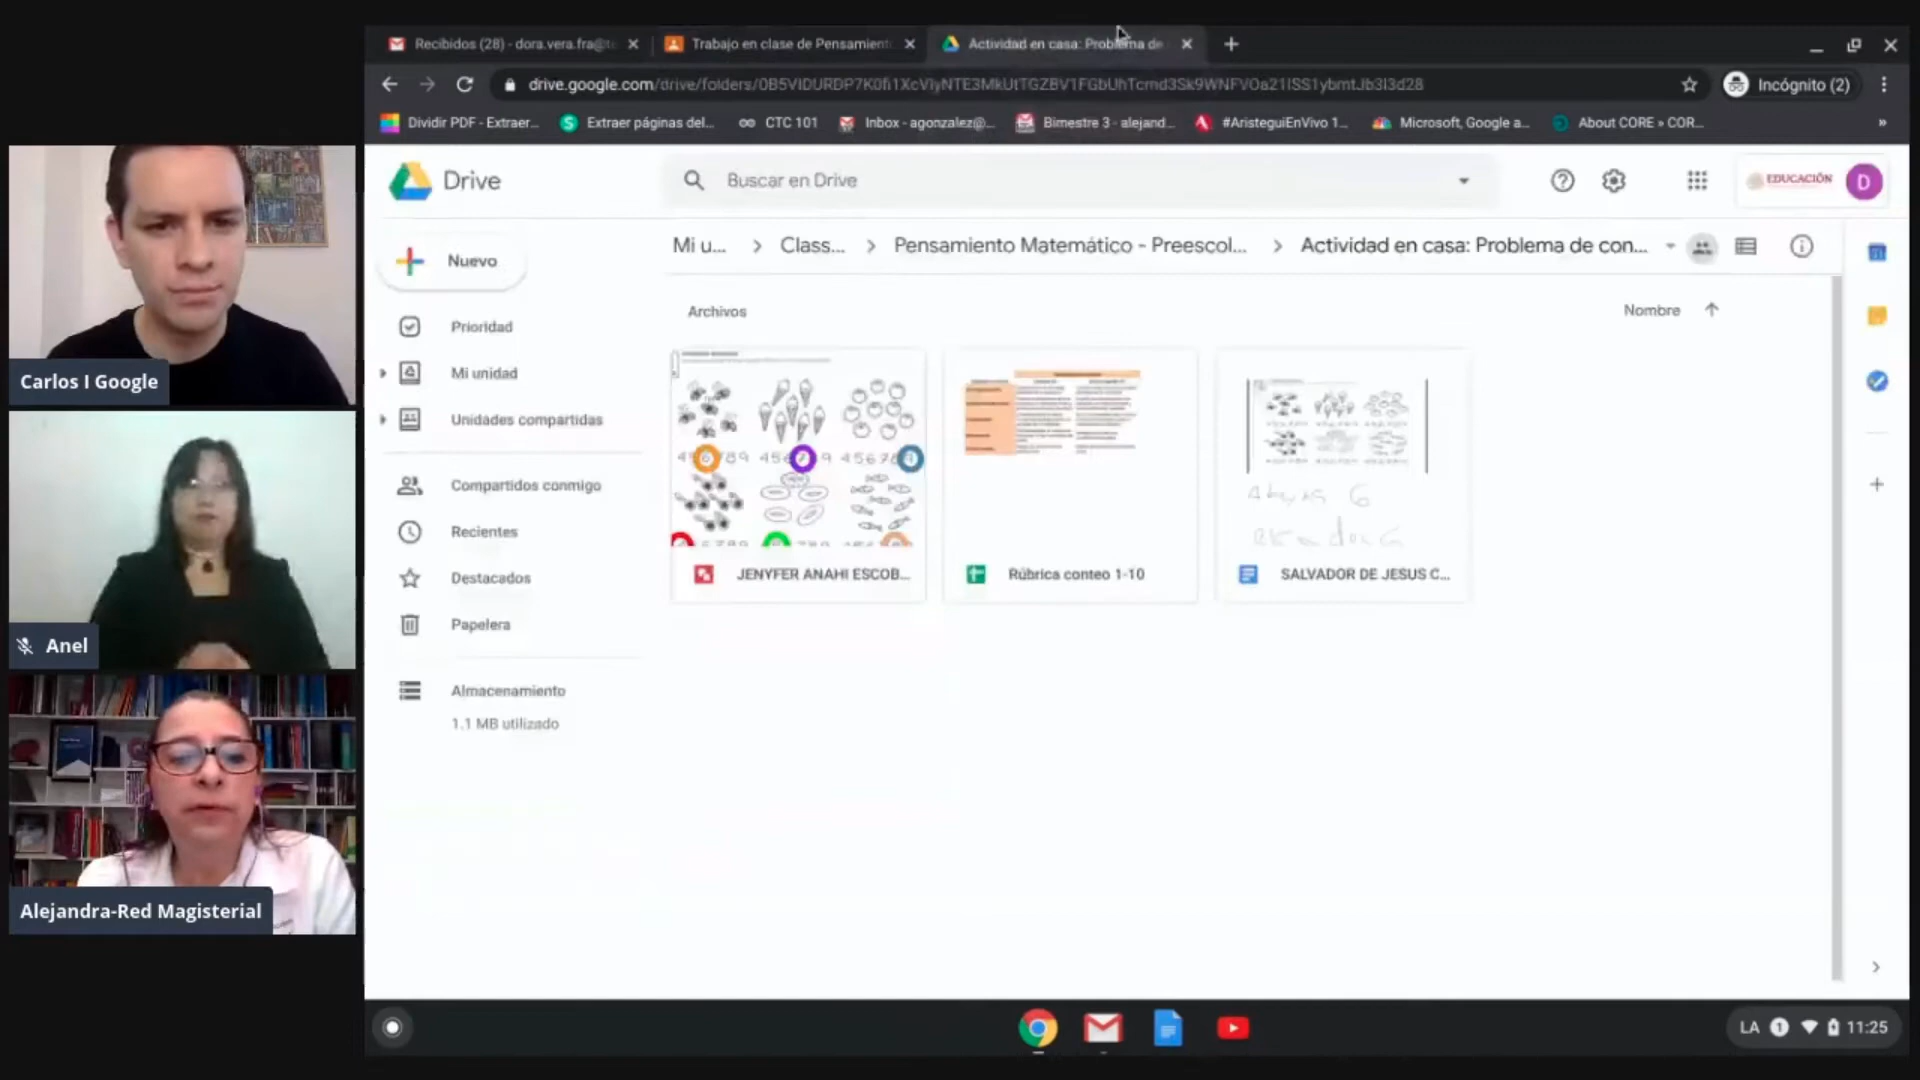 Recibidos (28) - dora.vera.fra@t
Trabajo en clase de Pensamient
Actividad en casa: Problema de
drive.google.com/drive/folders/
Incógnito (2)
Dividir PDF - Extraer...
Extraer páginas del...
CTC 101
Inbox - agonzalez@...
Bimestre 3 - alejand...
#AristeguiEnVivo 1...
Microsoft, Google a...
About CORE » COR...
»
Drive
Buscar en Drive
EDUCACIÓN
D
Nuevo
Mi u... > Class... > Pensamiento Matemático - Preescol... > Actividad en casa: Problema de con...
Prioridad
Mi unidad
Unidades compartidas
Compartidos conmigo
Recientes
Destacados
Papelera
Almacenamiento
1.1 MB utilizado
Archivos
Nombre
JENYFER ANAHI ESCOB...
Rúbrica conteo 1-10
SALVADOR DE JESUS C...
Carlos I Google
Anel
Alejandra-Red Magisterial
LA 1 11:25